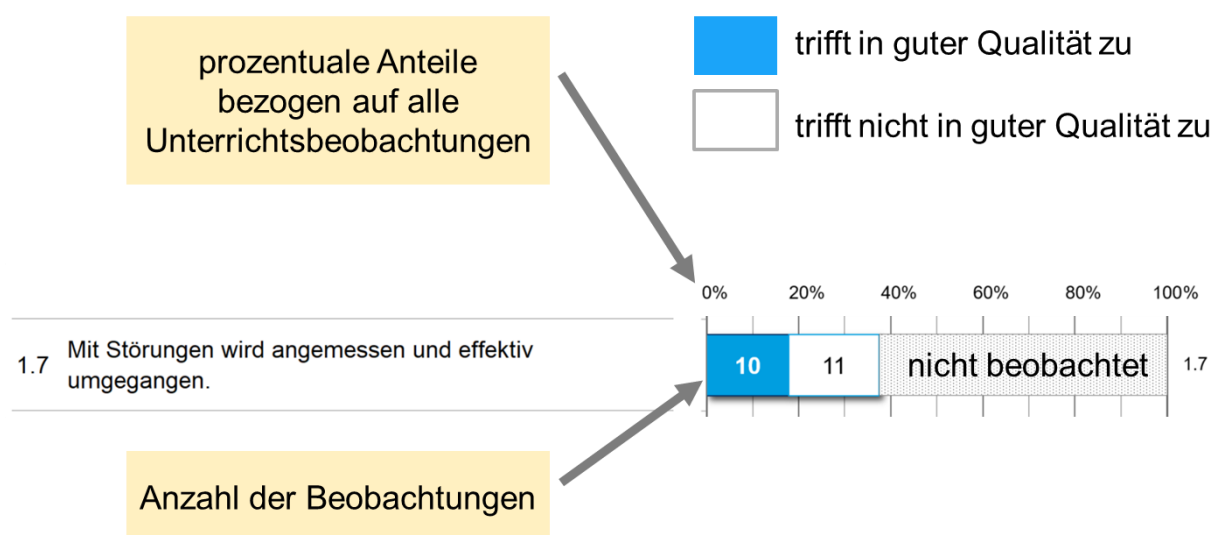 prozentuale Anteile
bezogen auf alle
Unterrichtsbeobachtungen
trifft in guter Qualität zu
trifft nicht in guter Qualität zu
0% 20% 40% 60% 80% 100%
1.7 Mit Störungen wird angemessen und effektiv
umgegangen.
10 11 nicht beobachtet 1.7
Anzahl der Beobachtungen